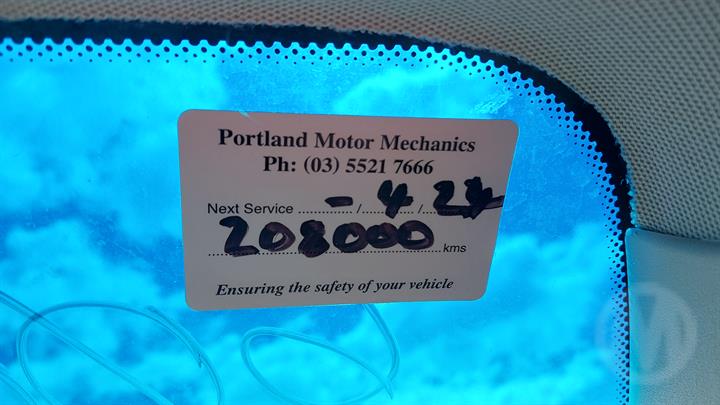 Portland Motor Mechanics
Ph: (03) 5521 7666
Next Service ..... - ...../..... 4 ...../..... 24
208000 kms
Ensuring the safety of your vehicle
M